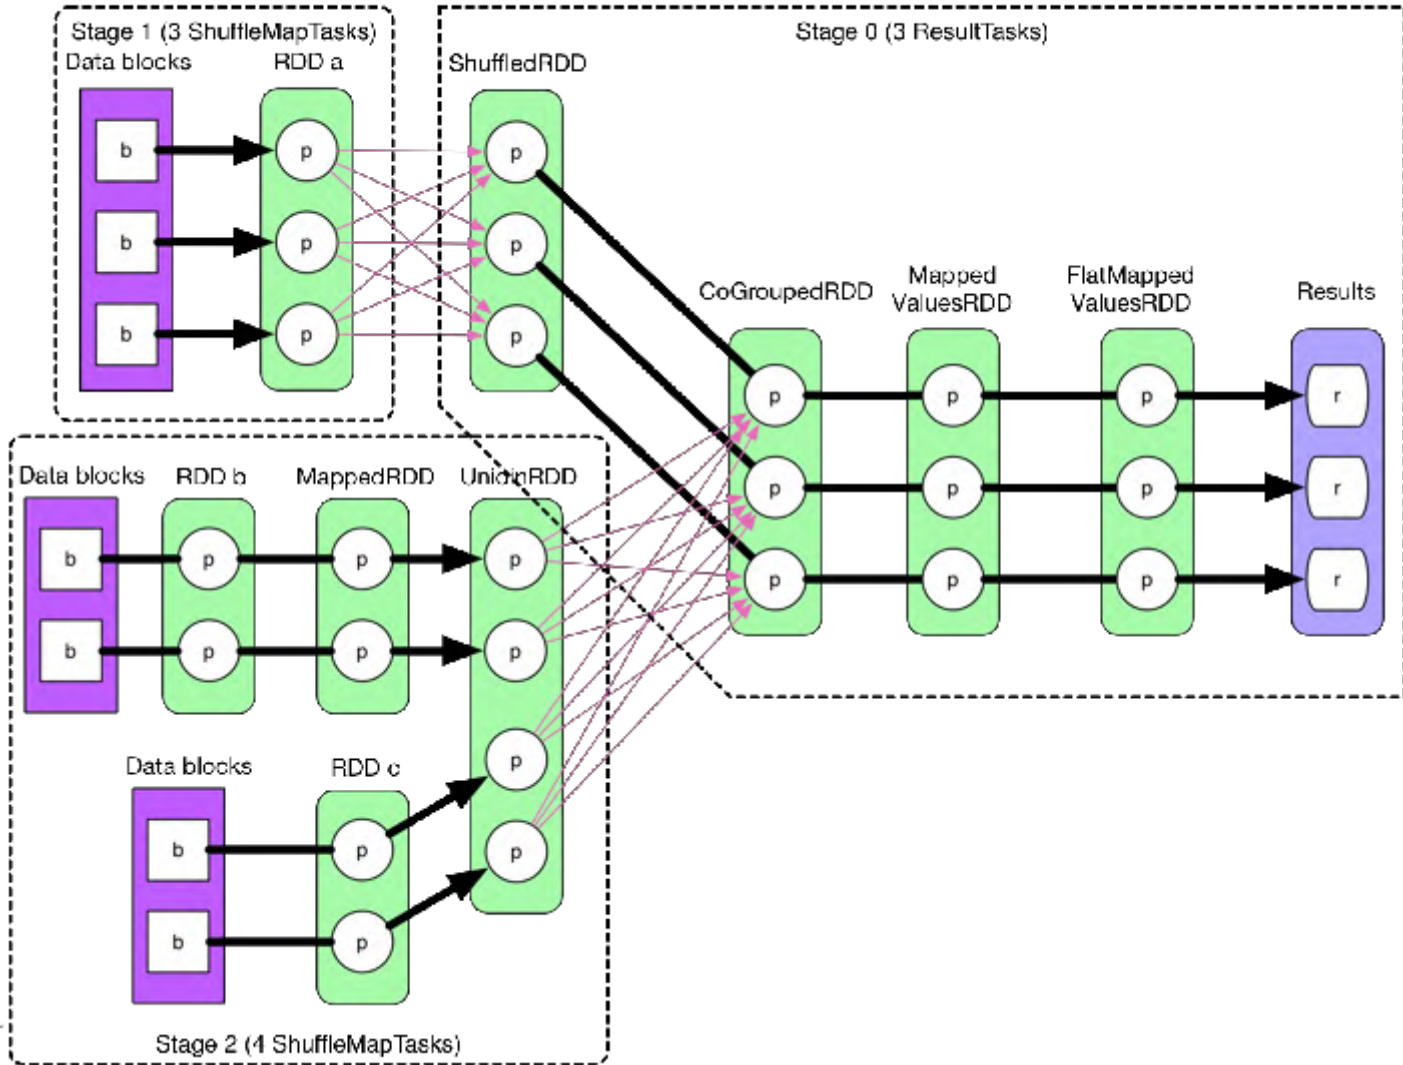 Stage 1 (3 ShuffleMapTasks)
Data blocks
RDD a
b
p
b
p
b
p
Stage 0 (3 ResultTasks)
ShuffledRDD
p
p
p
CoGroupedRDD
Mapped
ValuesRDD
FlatMapped
ValuesRDD
Results
p
p
p
r
p
p
p
r
p
p
p
r
Data blocks
RDD b
MappedRDD
UnionRDD
b
p
p
p
b
p
p
p
Data blocks
RDD c
p
b
p
p
b
p
Stage 2 (4 ShuffleMapTasks)